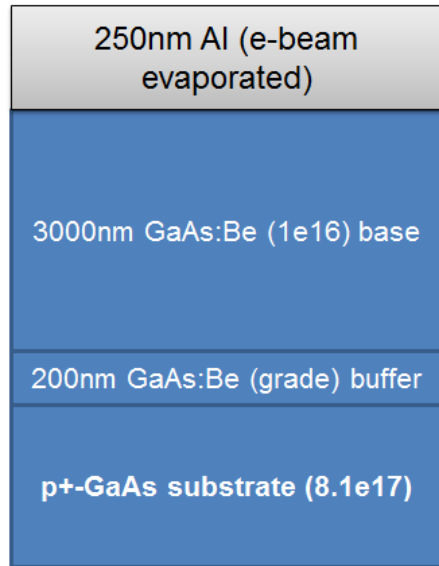 250nm Al (e-beam
evaporated)
3000nm GaAs:Be (1e16) base
200nm GaAs:Be (grade) buffer
p+-GaAs substrate (8.1e17)